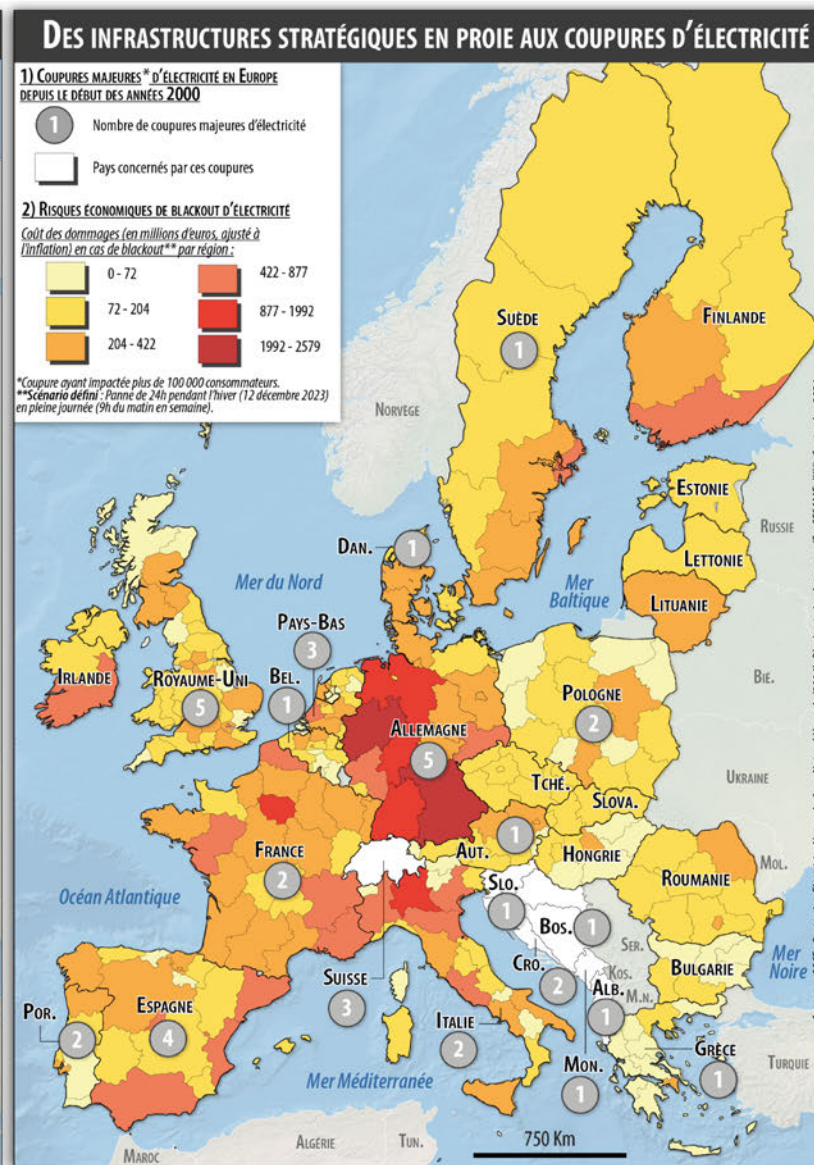 DES INFRASTRUCTURES STRATÉGIQUES EN PROIE AUX COUPURES D'ÉLECTRICITÉ
1) COUPURES MAJEURES* D'ÉLECTRICITÉ EN EUROPE
DEPUIS LE DÉBUT DES ANNÉES 2000
1
Nombre de coupures majeures d'électricité
Pays concernés par ces coupures
2) RISQUES ÉCONOMIQUES DE BLACKOUT D'ÉLECTRICITÉ
Coût des dommages (en millions d'euros, ajusté à
l'inflation) en cas de blackout** par région :
0 - 72
422 - 877
72 - 204
877 - 1992
204 - 422
1992 - 2579
*Coupure ayant impactée plus de 100 000 consommateurs.
**Scénario défini : Panne de 24h pendant l'hiver (12 décembre 2023)
en pleine journée (9h du matin en semaine).
SUÈDE
1
FINLANDE
NORVÈGE
ESTONIE
RUSSIE
DAN.
1
LETTONIE
Mer du Nord
Mer
Baltique
LITUANIE
PAYS-BAS
3
IRLANDE
ROYAUME-UNI
5
BEL.
1
BIÉ.
POLOGNE
2
ALLEMAGNE
5
UKRAINE
TCHÉ.
SLOVA.
AUT.
1
HONGRIE
MOL.
FRANCE
2
Océan Atlantique
ROUMANIE
SLO.
1
BOS.
1
SER.
CRO.
2
KOS.
BULGARIE
Mer
Noire
SUISSE
3
M.N.
ALB.
1
POR.
2
ESPAGNE
4
ITALIE
2
GRÈCE
1
MON.
1
TURQUIE
Mer Méditerranée
750 Km
MAROC
ALGÉRIE
TUN.